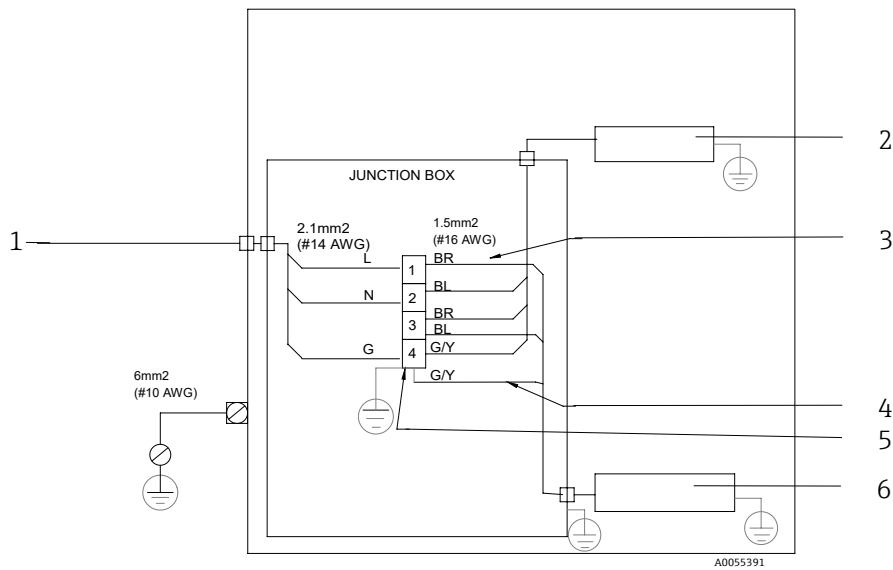 JUNCTION BOX
2.1mm2
(#14 AWG)
1.5mm2
(#16 AWG)
1
2
3
L
1
BR
N
2
BL
BR
3
BL
G
4
G/Y
G/Y
6mm2
(#10 AWG)
4
5
6
A0055391